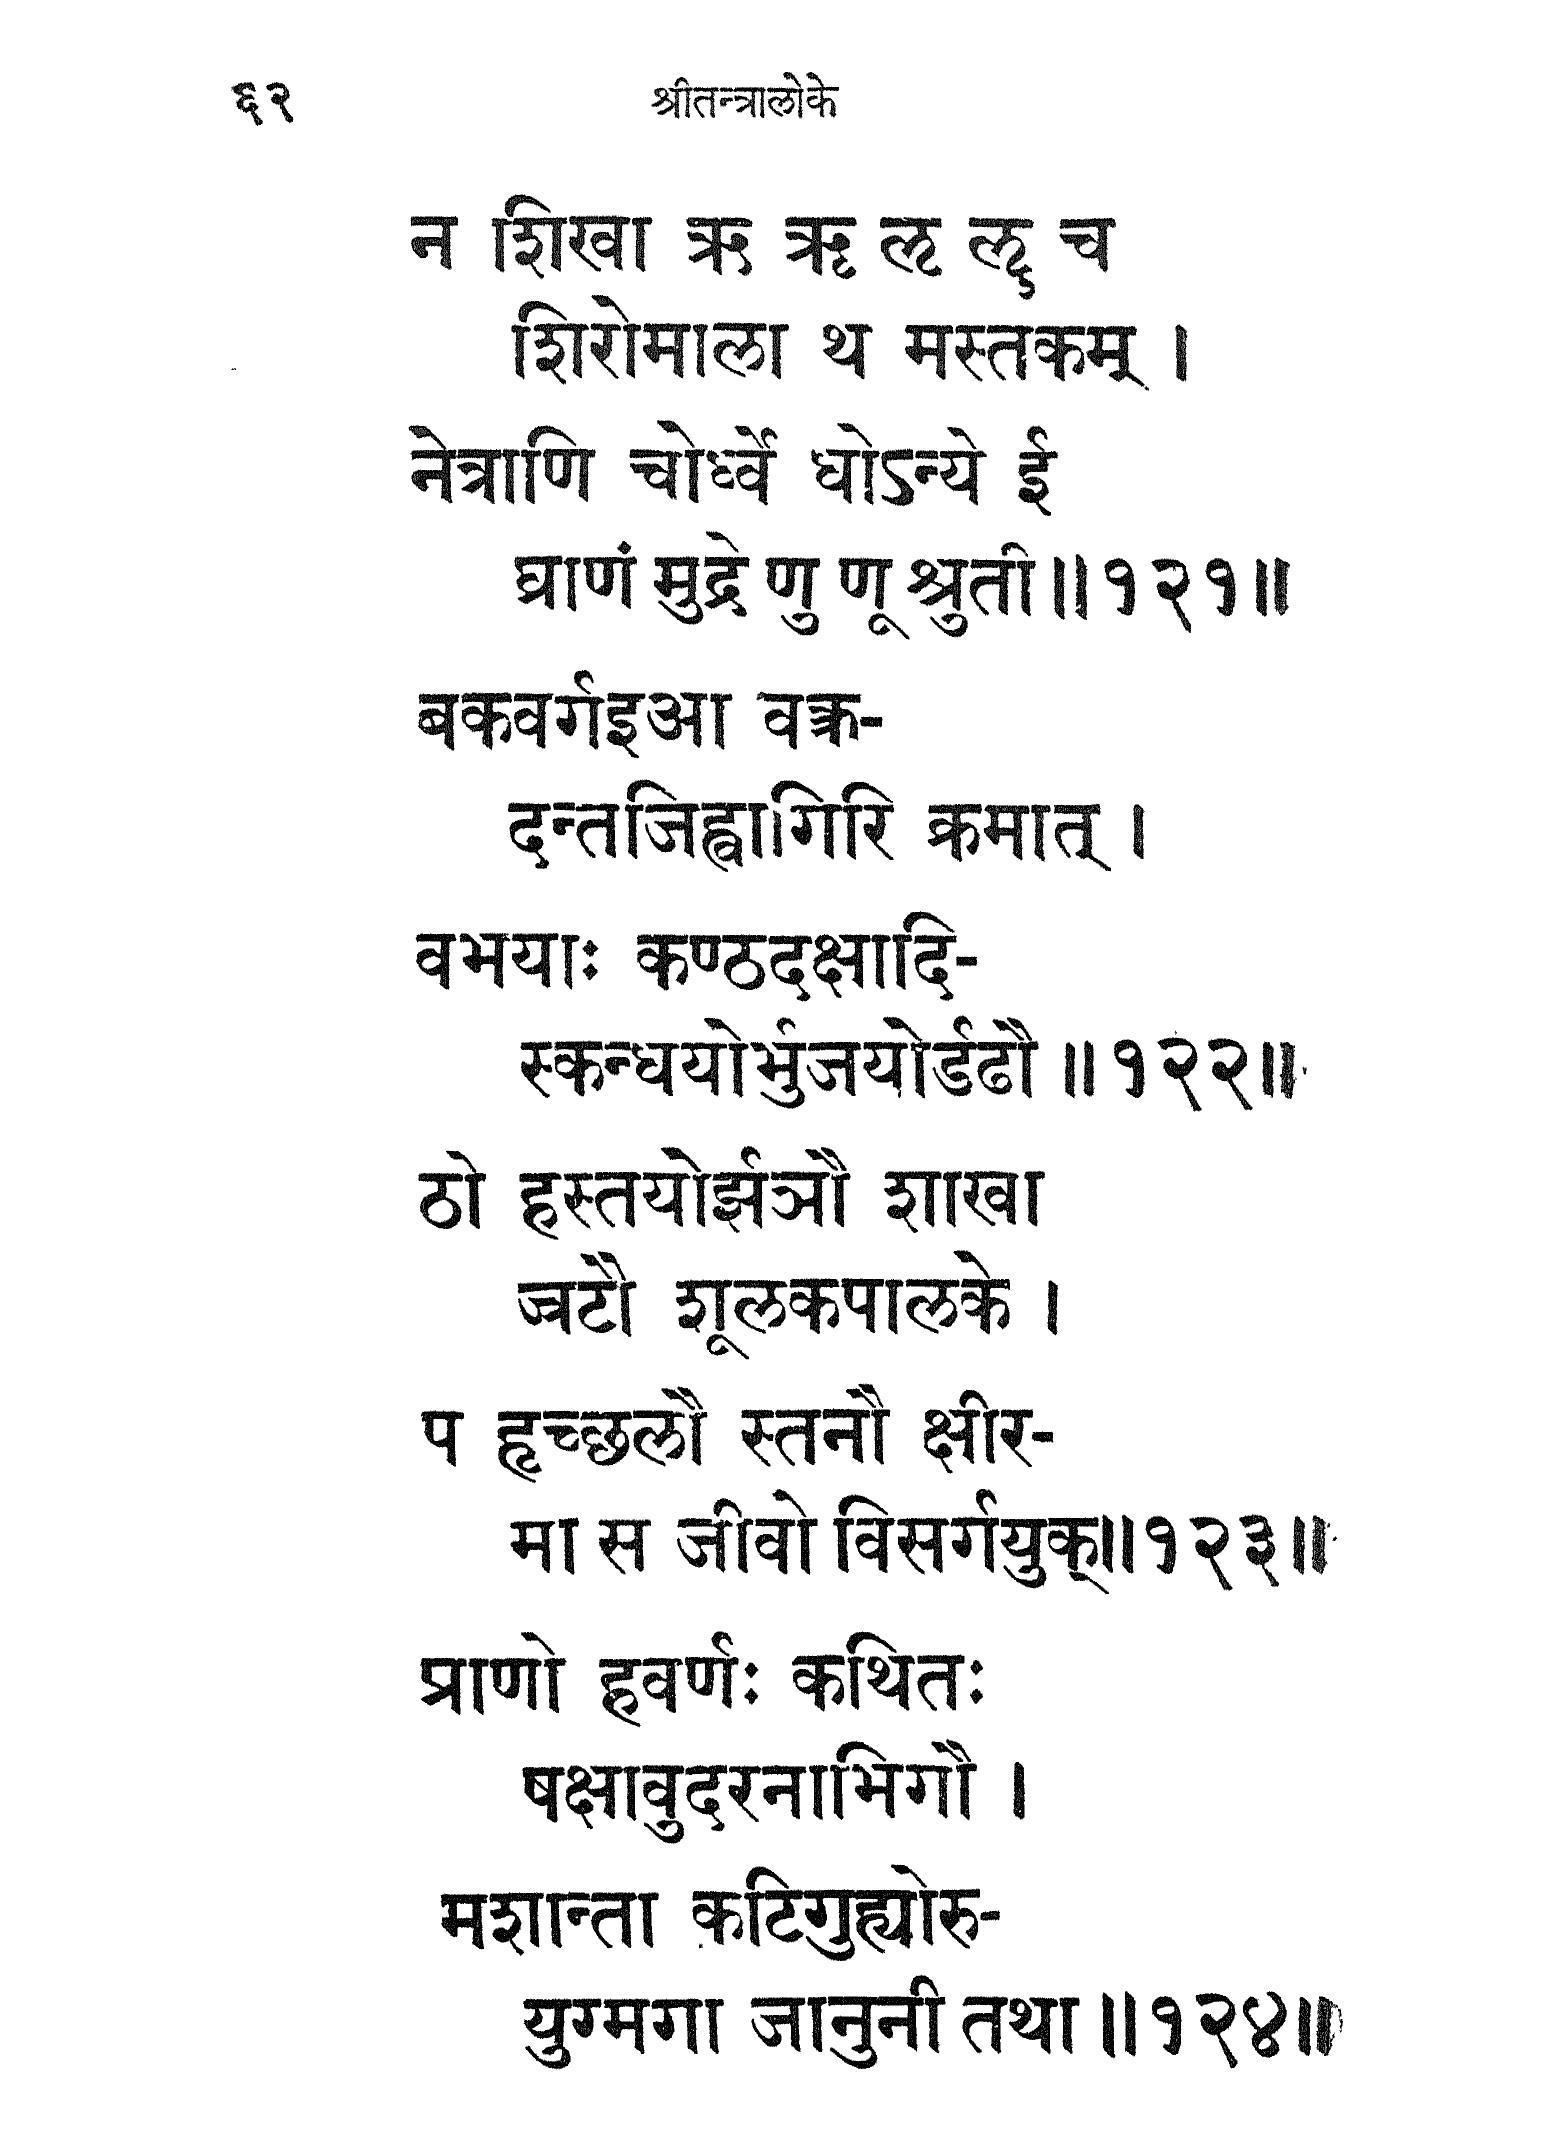 ६२ श्रीतन्त्रालोके
न शिखा ऋ ॠ ऌ ॡ च
शिरोमाला थ मस्तकम् ।
नेत्राणि चोर्ध्वे धोऽन्ये ई
घ्राणं मुद्रे णु णू श्रुती॥१२१॥
बकवर्गइआ वक्त्र-
दन्तजिह्वागिरि क्रमात् ।
वभयाः कण्ठदक्षादि-
स्कन्धयोर्भुजयोर्डढौ ॥१२२॥
ठो हस्तयोर्झञौ शाखा
ज्रटौ शूलकपालके ।
प हृच्छलौ स्तनौ क्षीर-
मा स जीवो विसर्गयुक्॥१२३॥
प्राणो हवर्णः कथितः
षक्षावुदरनाभिगौ ।
मशान्ता कटिगुह्योरु-
युग्मगा जानुनी तथा॥१२४॥